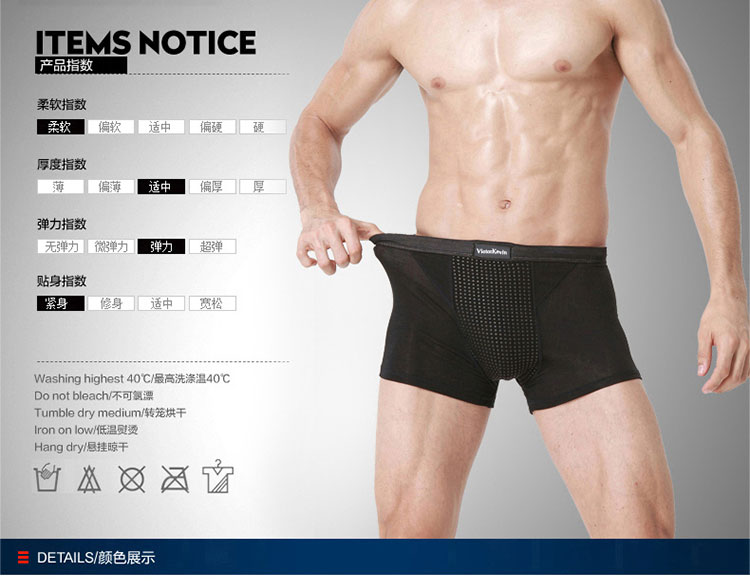 ITEMS NOTICE
产品指数
柔软指数
柔软 偏软 适中 偏硬 硬
厚度指数
薄 偏薄 适中 偏厚 厚
弹力指数
无弹力 微弹力 弹力 超弹
贴身指数
紧身 修身 适中 宽松
VictorKevin
Washing highest 40℃/最高洗涤温40℃
Do not bleach/不可氯漂
Tumble dry medium/转笼烘干
Iron on low/低温熨烫
Hang dry/悬挂晾干
DETAILS/颜色展示